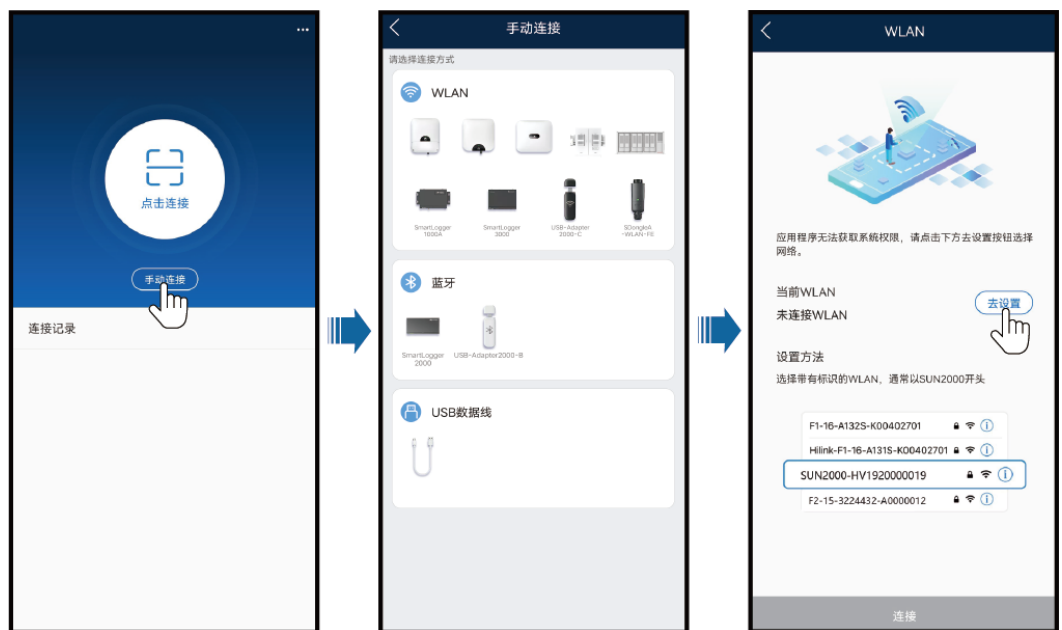 点击连接
手动连接
连接记录
手动连接
请选择连接方式
WLAN
SmartLogger
1000A
SmartLogger
3000
USB-Adapter
2000-C
SDongleA
-WLAN-FE
蓝牙
SmartLogger
2000
USB-Adapter2000-B
USB数据线
WLAN
应用程序无法获取系统权限，请点击下方去设置按钮选择
网络。
当前WLAN
未连接WLAN
去设置
设置方法
选择带有标识的WLAN，通常以SUN2000开头
F1-16-A132S-K00402701
Hilink-F1-16-A131S-K00402701
SUN2000-HV1920000019
F2-15-3224432-A0000012
连接